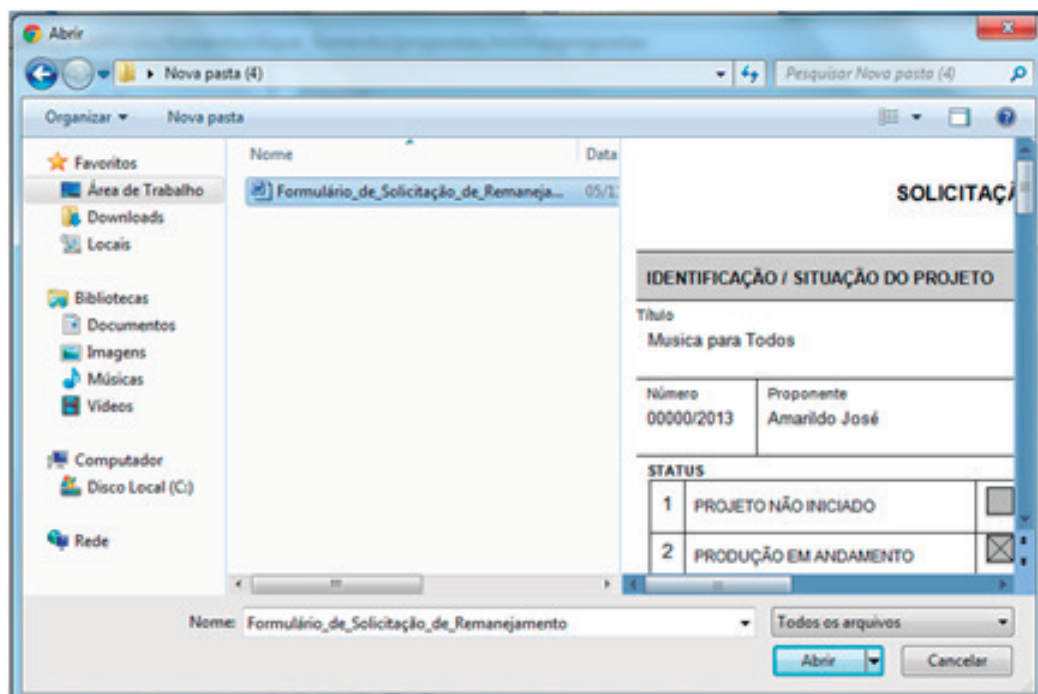 Abrir
Nova pasta (4)
Pesquisar Nova pasta (4)
Organizar
Nova pasta
Favoritos
Área de Trabalho
Downloads
Locais
Bibliotecas
Documentos
Imagens
Músicas
Vídeos
Computador
Disco Local (C:)
Rede
Nome
Data
Formulário_de_Solicitação_de_Remaneja...
05/1
SOLICITAÇÃ
IDENTIFICAÇÃO / SITUAÇÃO DO PROJETO
Título
Musica para Todos
Número
Proponente
00000/2013
Amarildo José
STATUS
1 PROJETO NÃO INICIADO
2 PRODUÇÃO EM ANDAMENTO
Nome: Formulário_de_Solicitação_de_Remanejamento
Todos os arquivos
Abrir
Cancelar